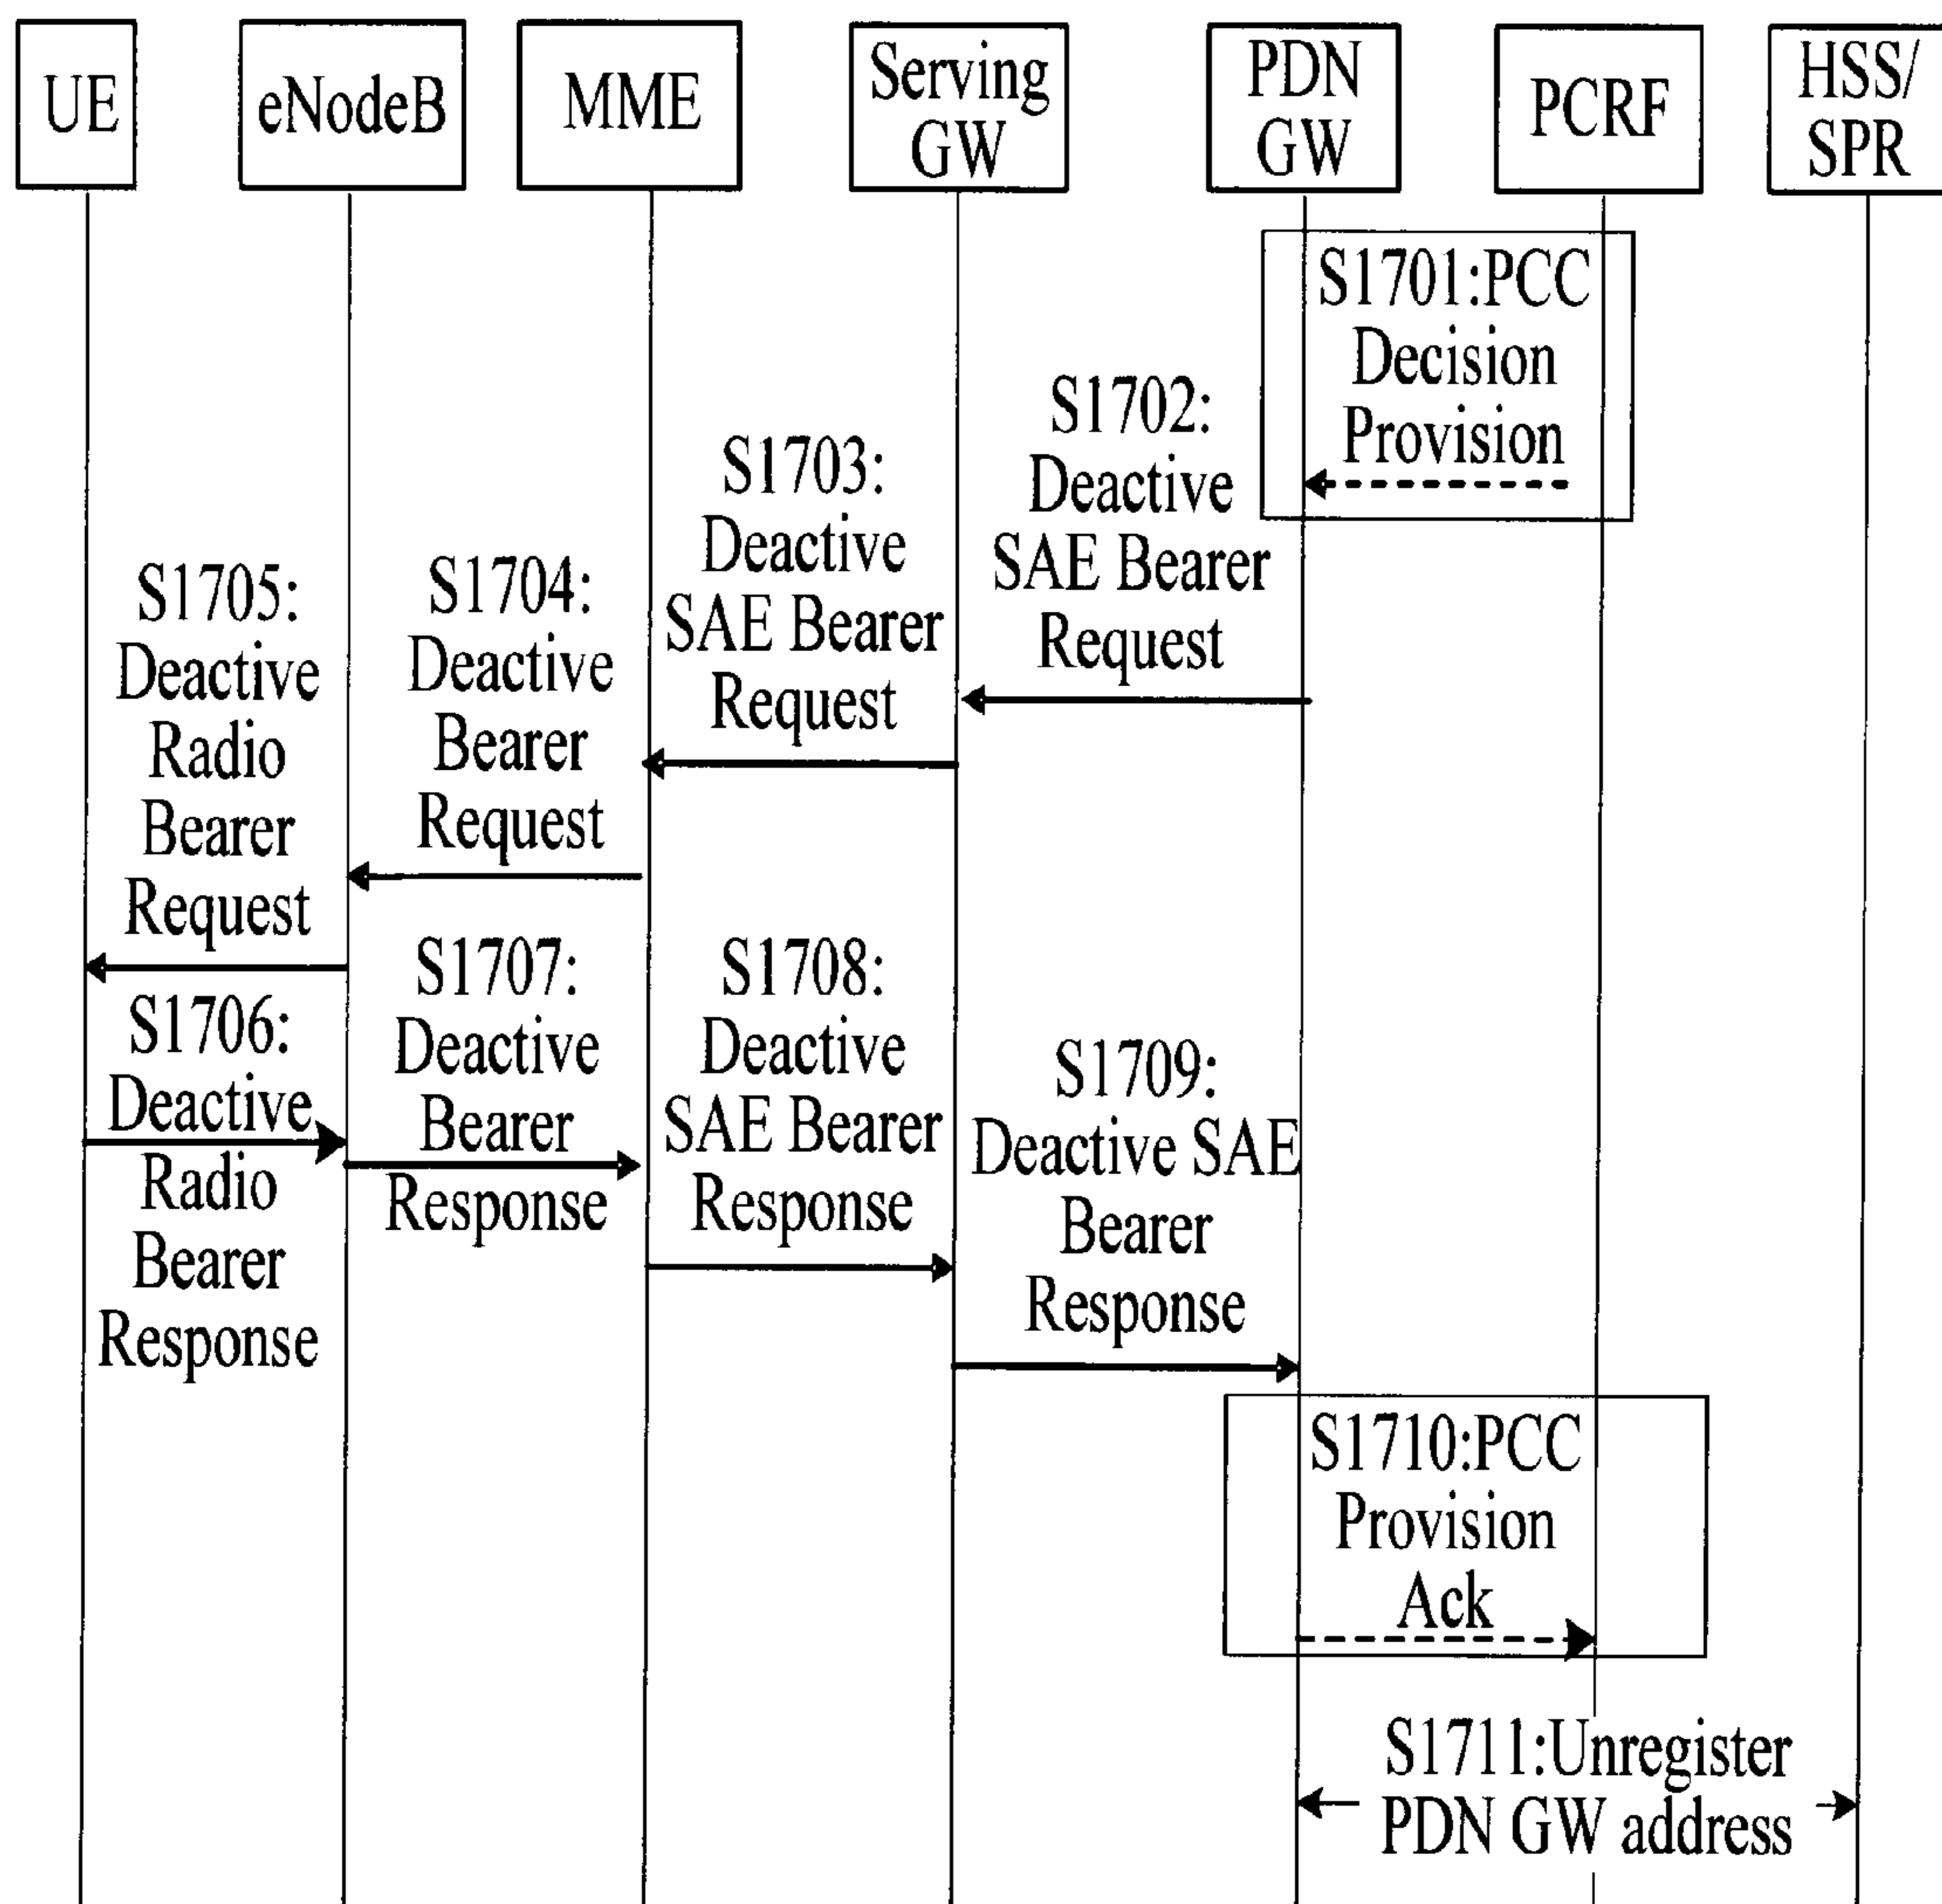 UE
eNodeB
MME
Serving
GW
PDN
GW
PCRF
HSS/
SPR
S1701:PCC
Decision
Provision
S1702:
Deactive
SAE Bearer
Request
S1703:
Deactive
SAE Bearer
Request
S1704:
Deactive
Bearer
Request
S1705:
Deactive
Radio
Bearer
Request
S1706:
Deactive
Radio
Bearer
Response
S1707:
Deactive
Bearer
Response
S1708:
Deactive
SAE Bearer
Response
S1709:
Deactive SAE
Bearer
Response
S1710:PCC
Provision
Ack
S1711:Unregister
PDN GW address